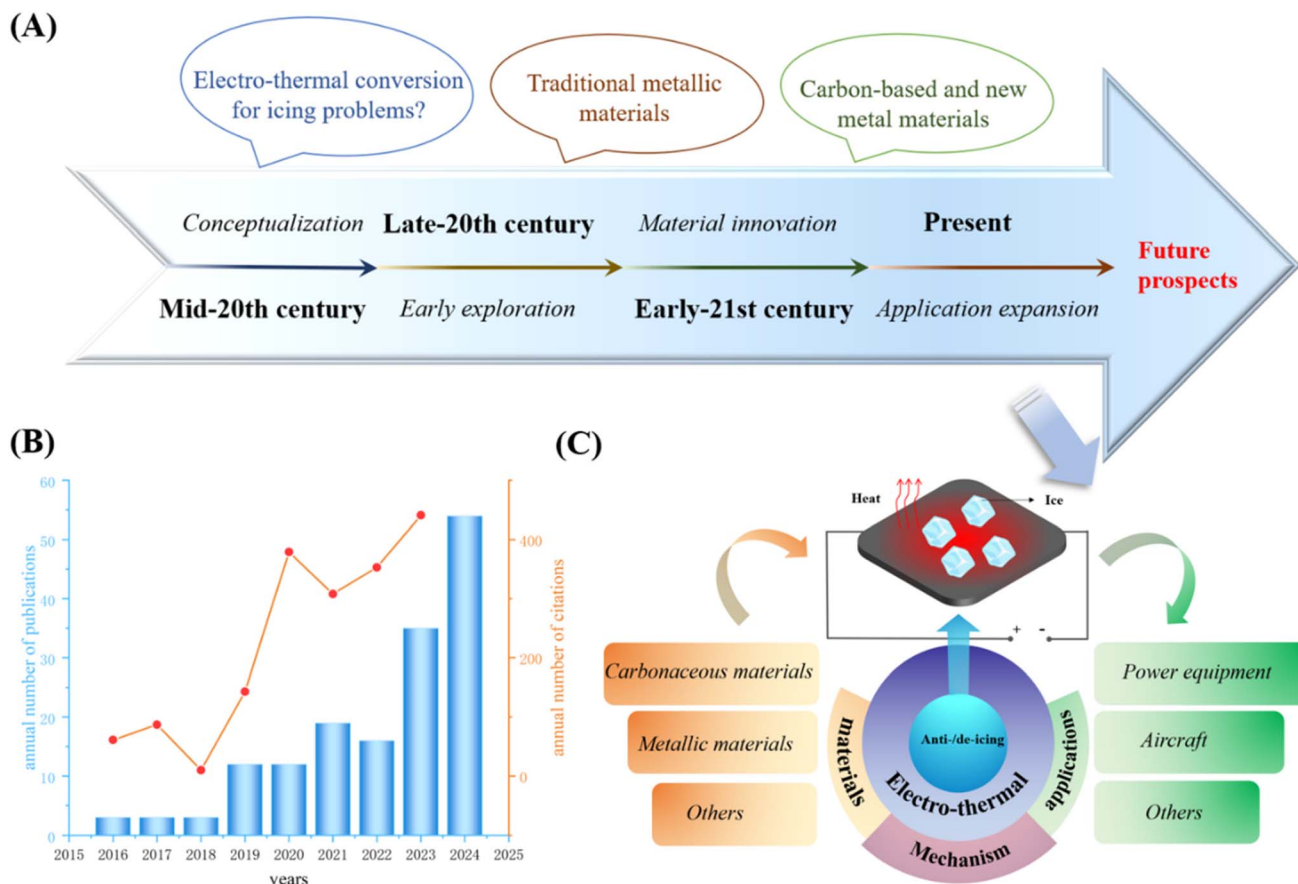 (A)
Electro-thermal conversion
for icing problems?
Traditional metallic
materials
Carbon-based and new
metal materials
Conceptualization
Late-20th century
Material innovation
Present
Mid-20th century
Early exploration
Early-21st century
Application expansion
Future
prospects
(B)
annual number of publications
60
50
40
30
20
10
0
2015 2016 2017 2018 2019 2020 2021 2022 2023 2024 2025
years
400
200
0
annual number of citations
(C)
Heat
Ice
+ -
Carbonaceous materials
Metallic materials
Others
materials
Anti-/de-icing
Electro-thermal
Mechanism
applications
Power equipment
Aircraft
Others